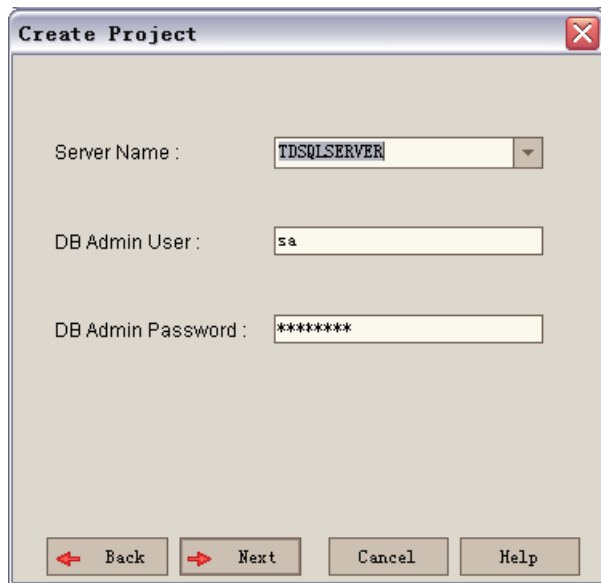 Create Project
Server Name : TDSQLSERVER
DB Admin User : sa
DB Admin Password : ********
Back Next Cancel Help